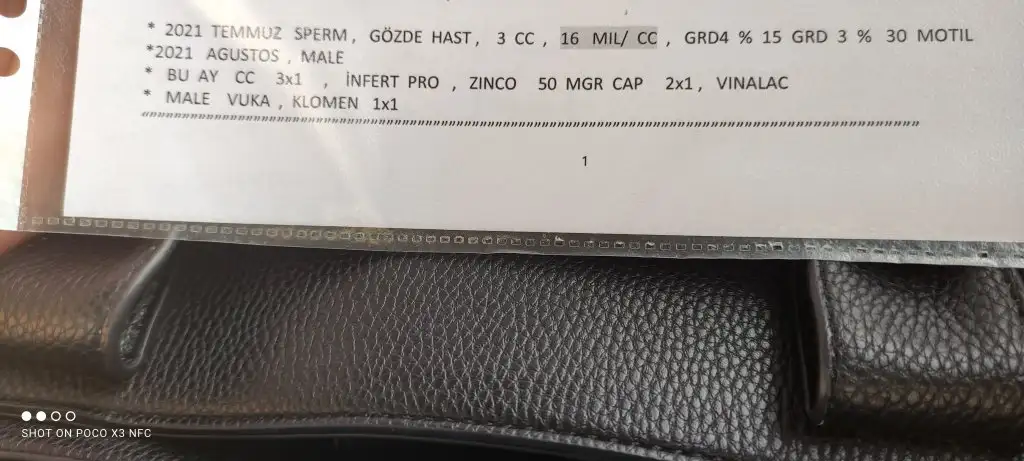 * 2021 TEMMUZ SPERM, GÖZDE HAST, 3 CC, 16 MIL/ CC, GRD4 % 15 GRD 3 % 30 MOTIL
*2021 AGUSTOS, MALE
* BU AY CC 3x1 , İNFERT PRO, ZINCO 50 MGR CAP 2x1, VINALAC
* MALE VUKA, KLOMEN 1x1
1
SHOT ON POCO X3 NFC